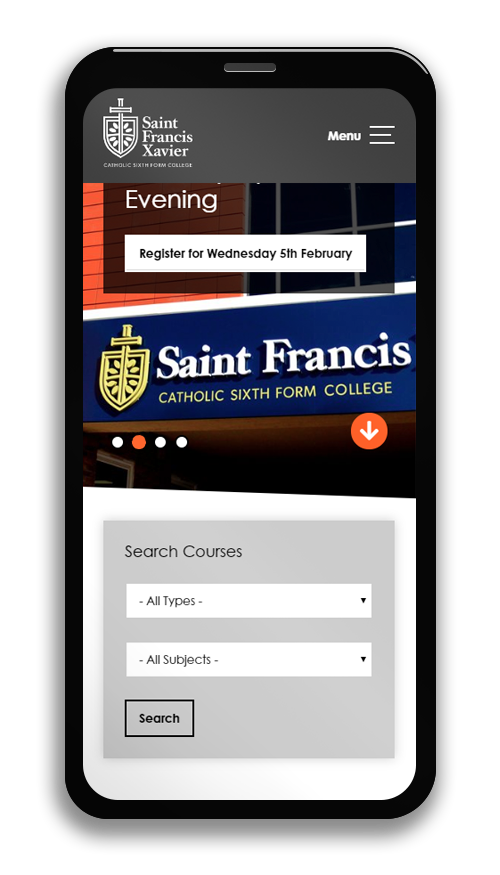 Saint
Francis
Xavier
CATHOLIC SIXTH FORM COLLEGE
Menu
Evening
Register for Wednesday 5th February
Saint Francis
CATHOLIC SIXTH FORM COLLEGE
Search Courses
- All Types -
- All Subjects -
Search